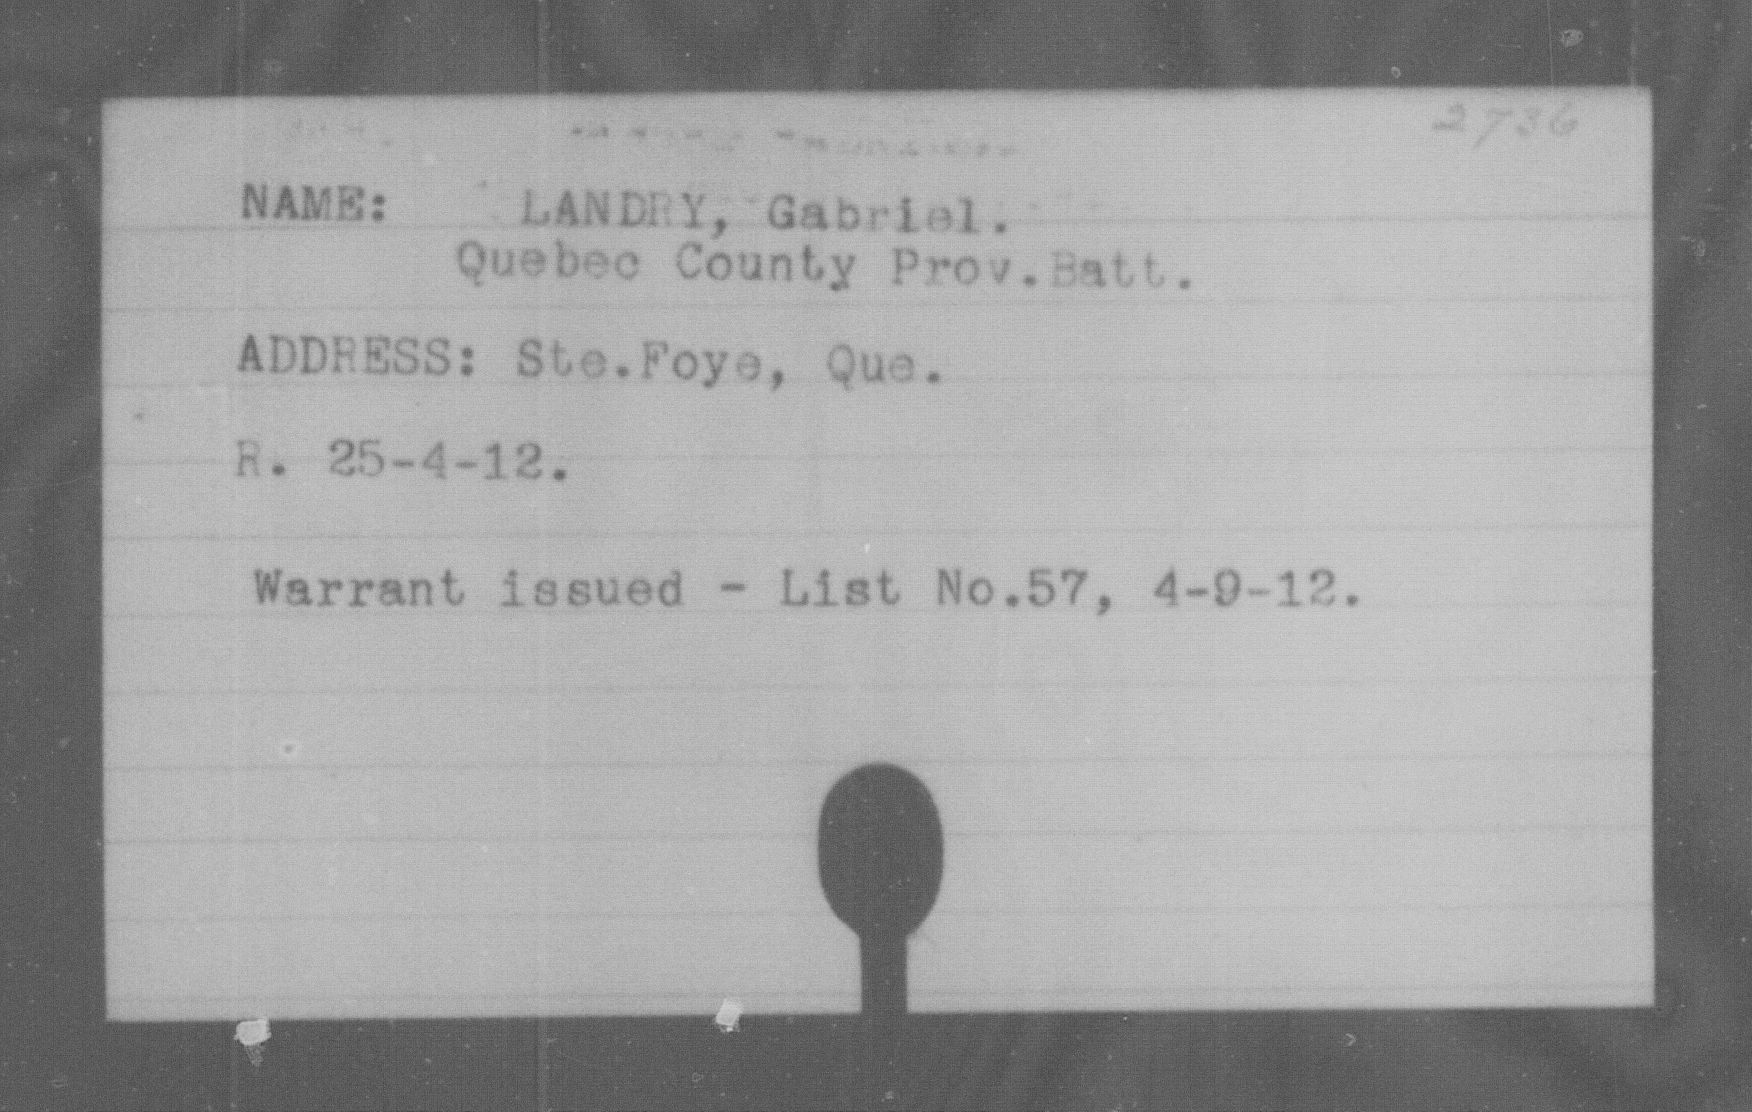 2736
NAME: LANDRY, Gabriel.
Quebec County Prov.Batt.
ADDRESS: Ste.Foye, Que.
R. 25-4-12.
Warrant issued - List No.57, 4-9-12.